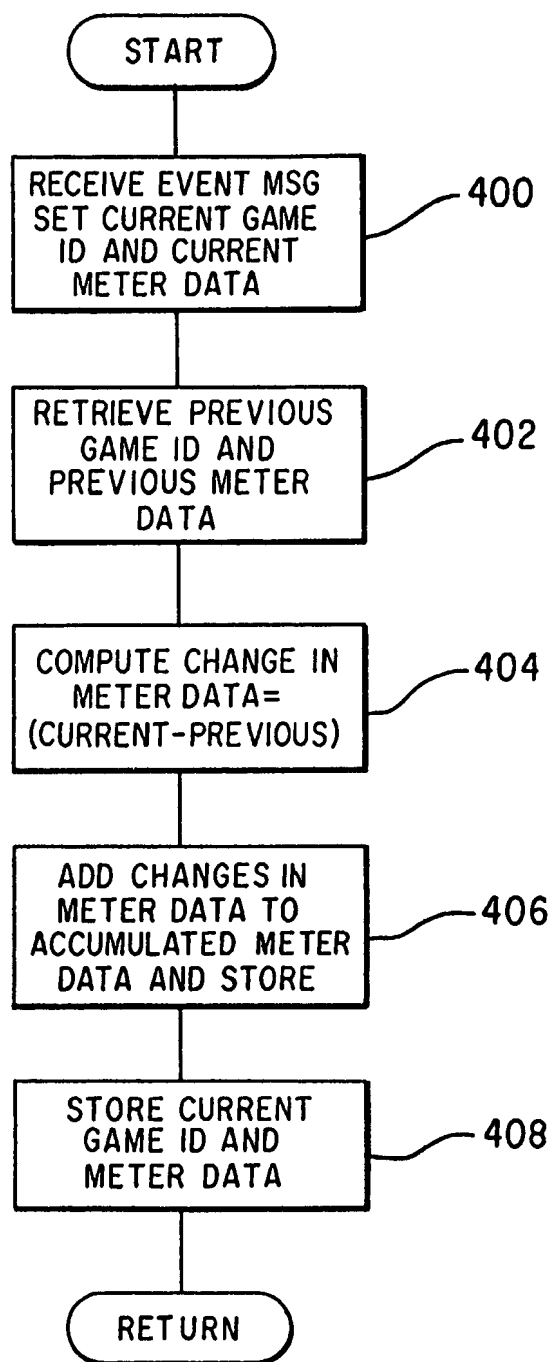 START
RECEIVE EVENT MSG
SET CURRENT GAME
ID AND CURRENT
METER DATA
400
RETRIEVE PREVIOUS
GAME ID AND
PREVIOUS METER
DATA
402
COMPUTE CHANGE IN
METER DATA=
(CURRENT-PREVIOUS)
404
ADD CHANGES IN
METER DATA TO
ACCUMULATED METER
DATA AND STORE
406
STORE CURRENT
GAME ID AND
METER DATA
408
RETURN